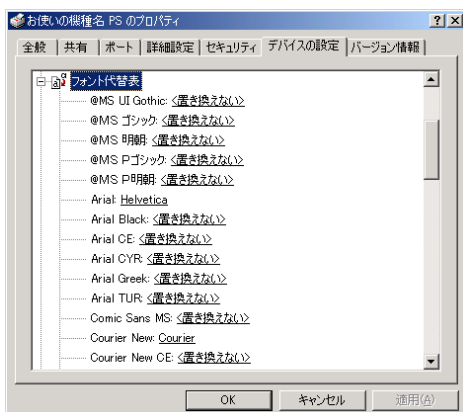 お使いの機種名 PS のプロパティ
全般 共有 ポート 詳細設定 セキュリティ デバイスの設定 バージョン情報
フォント代替表
@MS UI Gothic: <置き換えない>
@MS ゴシック: <置き換えない>
@MS 明朝: <置き換えない>
@MS Pゴシック: <置き換えない>
@MS P明朝: <置き換えない>
Arial: Helvetica
Arial Black: <置き換えない>
Arial CE: <置き換えない>
Arial CYR: <置き換えない>
Arial Greek: <置き換えない>
Arial TUR: <置き換えない>
Comic Sans MS: <置き換えない>
Courier New: Courier
Courier New CE: <置き換えない>
OK キャンセル 適用(A)